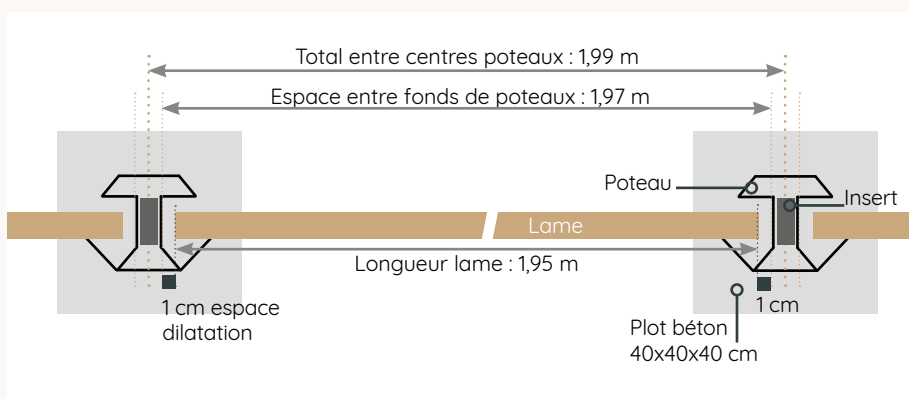 Total entre centres poteaux : 1,99 m
Espace entre fonds de poteaux : 1,97 m
Poteau
Insert
Lame
Longueur lame : 1,95 m
1 cm espace
dilatation
1 cm
Plot béton
40x40x40 cm